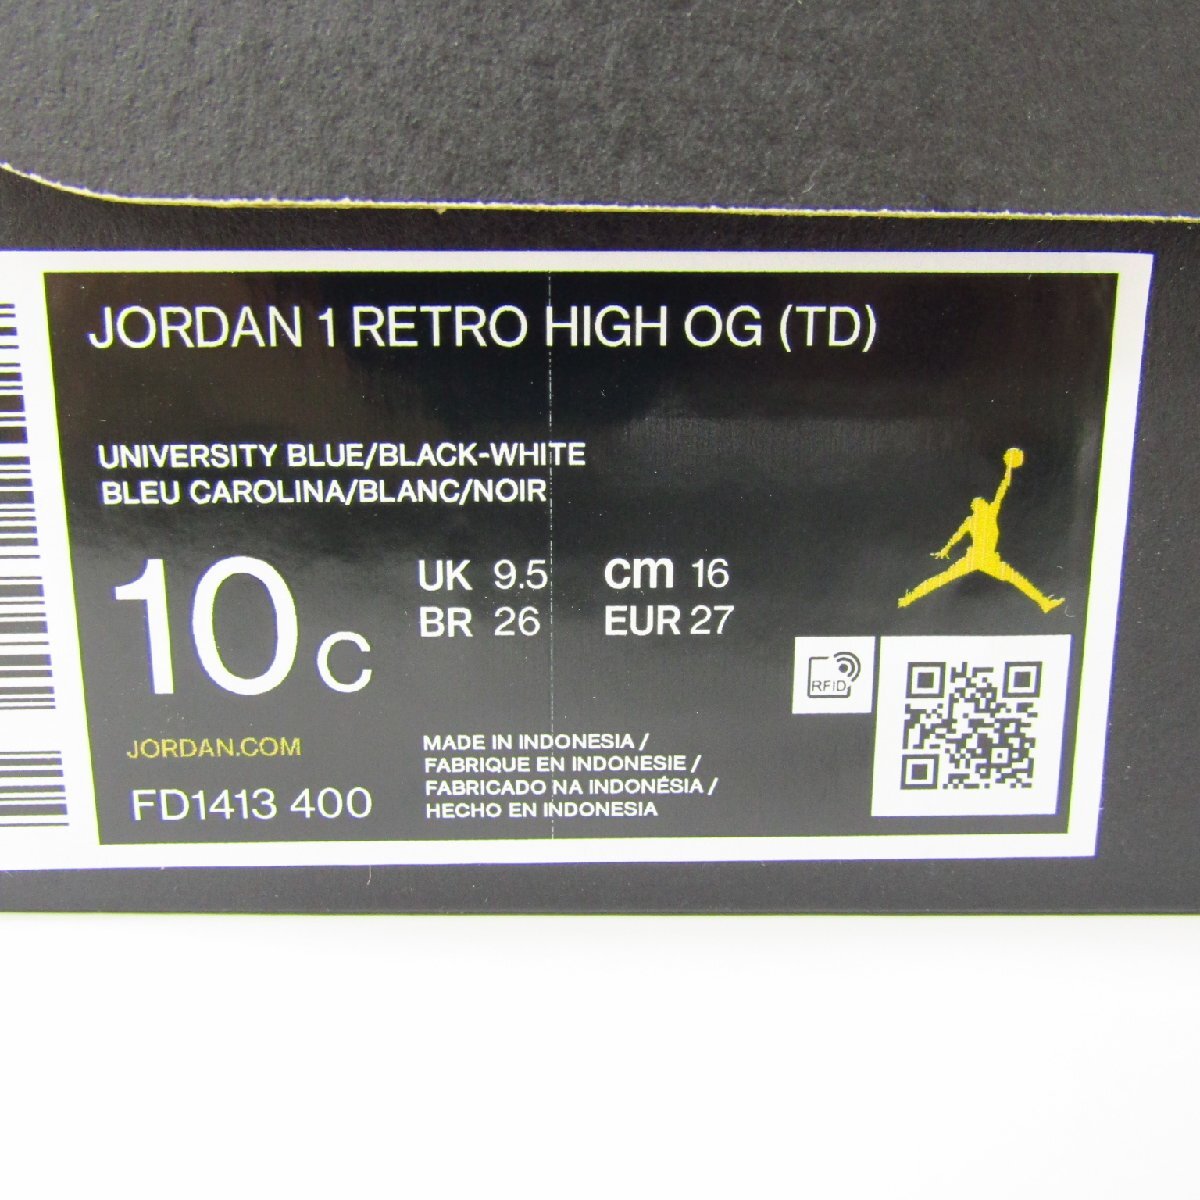 JORDAN 1 RETRO HIGH OG (TD)
UNIVERSITY BLUE/BLACK-WHITE
BLEU CAROLINA/BLANC/NOIR
10 C
UK 9.5 cm 16
BR 26 EUR 27
RFID
JORDAN.COM
FD1413 400
MADE IN INDONESIA /
FABRIQUE EN INDONESIE /
FABRICADO NA INDONÉSIA /
HECHO EN INDONESIA